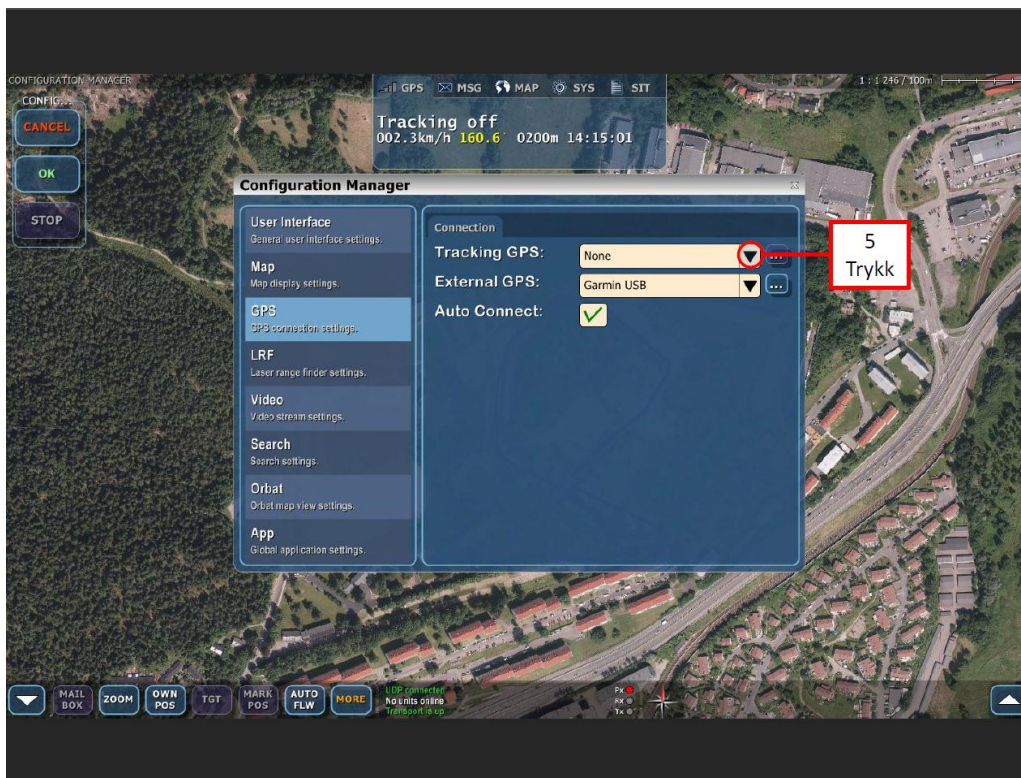 CONFIGURATION MANAGER
1 : 1 246 / 100m
CONFIG...
CANCEL
OK
STOP
GPS MSG MAP SYS SIT
Tracking off
002.3km/h 160.6° 0200m 14:15:01
Configuration Manager
User Interface
General user interface settings.
Map
Map display settings.
GPS
GPS connection settings.
LRF
Laser range finder settings.
Video
Video stream settings.
Search
Search settings.
Orbat
Orbat map view settings.
App
Global application settings.
Connection
Tracking GPS: None ...
External GPS: Garmin USB ...
Auto Connect:
5
Trykk
MAIL BOX
ZOOM
OWN POS
TGT
MARK POS
AUTO FLW
MORE
UDP connected
No units online
Transport is up
Px
Rx
Tx